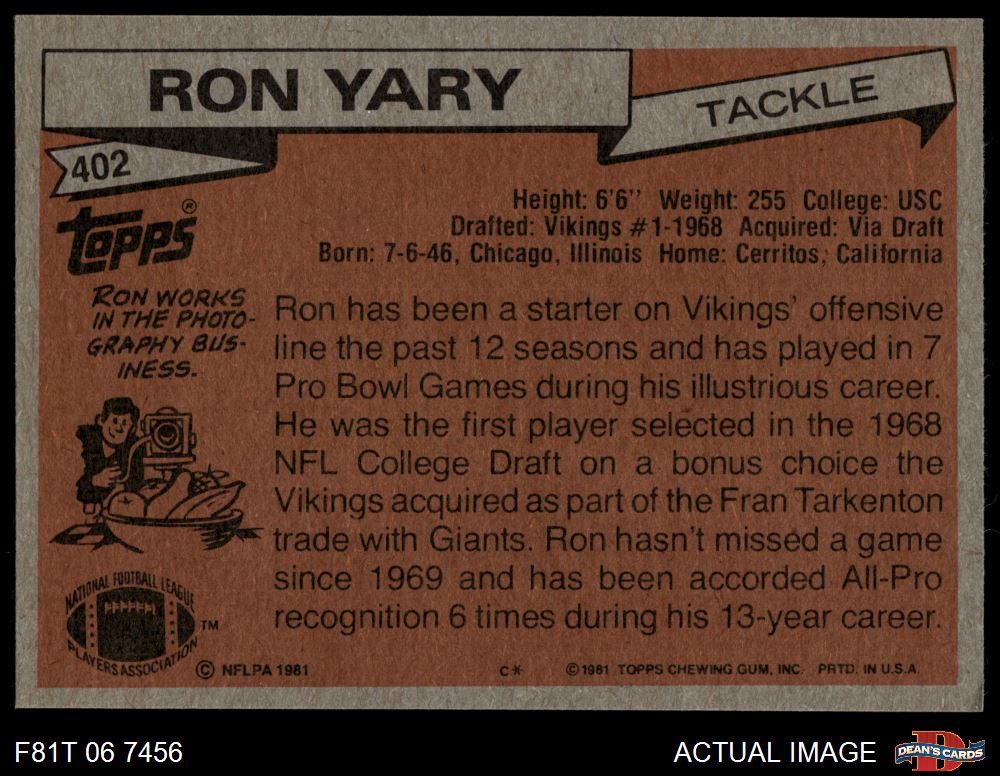 RON YARY
TACKLE
402
Topps®
Height: 6'6" Weight: 255 College: USC
Drafted: Vikings #1-1968 Acquired: Via Draft
Born: 7-6-46, Chicago, Illinois Home: Cerritos, California
RON WORKS
IN THE PHOTO-
GRAPHY BUS-
INESS.
Ron has been a starter on Vikings' offensive
line the past 12 seasons and has played in 7
Pro Bowl Games during his illustrious career.
He was the first player selected in the 1968
NFL College Draft on a bonus choice the
Vikings acquired as part of the Fran Tarkenton
trade with Giants. Ron hasn't missed a game
since 1969 and has been accorded All-Pro
recognition 6 times during his 13-year career.
NATIONAL FOOTBALL LEAGUE
PLAYERS ASSOCIATION
TM
© NFLPA 1981
C*
© 1981 TOPPS CHEWING GUM, INC. PRTD. IN U.S.A.
F81T 06 7456
ACTUAL IMAGE
DEAN'S CARDS